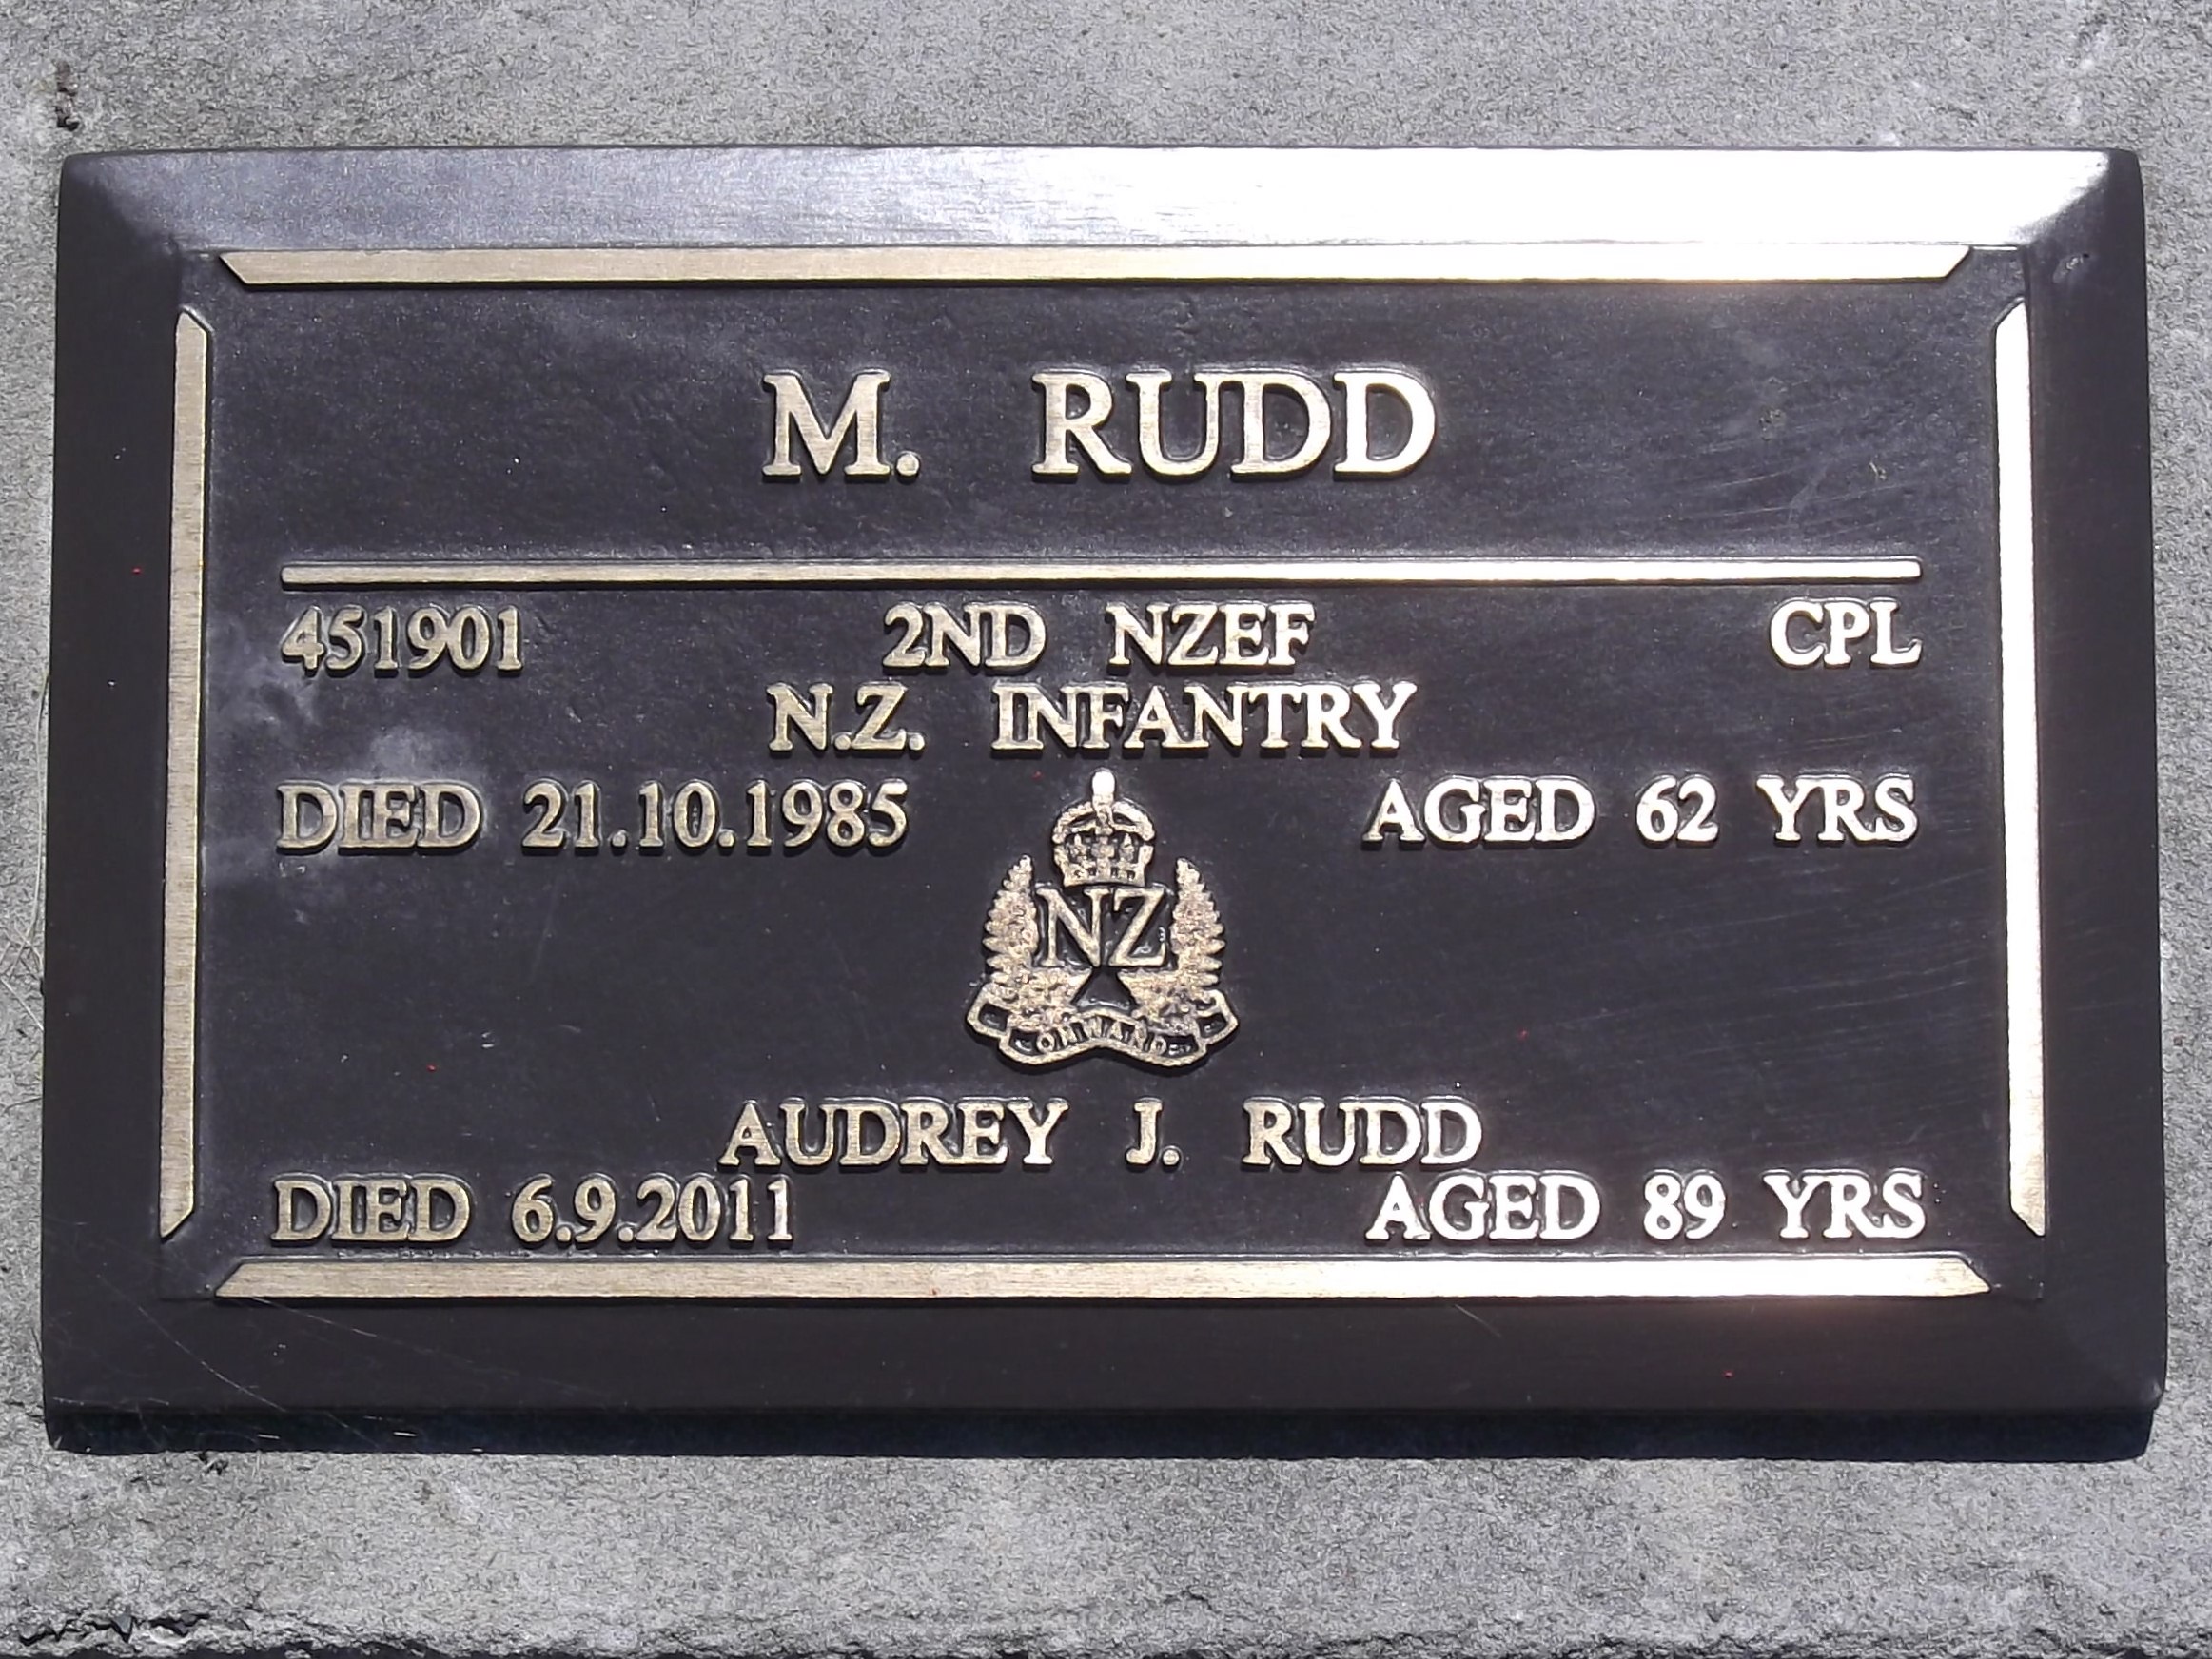 M. RUDD
451901 2ND NZEF CPL
N.Z. INFANTRY
DIED 21.10.1985 AGED 62 YRS
NZ
ONWARD
AUDREY J. RUDD
DIED 6.9.2011 AGED 89 YRS